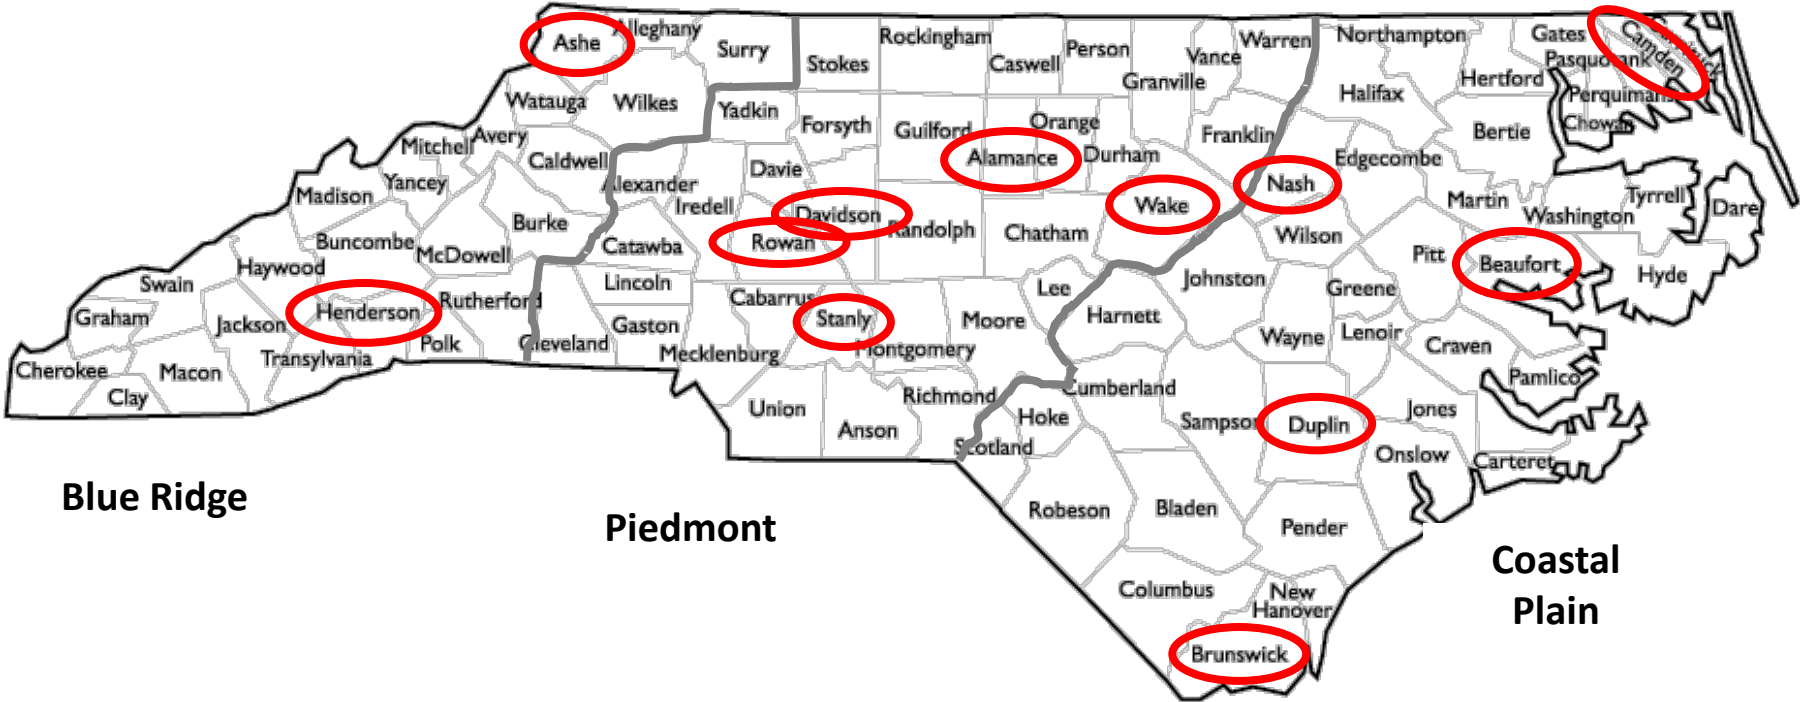 Ashe
Alleghany
Surry
Stokes
Rockingham
Caswell
Person
Granville
Vance
Warren
Northampton
Gates
Camden
Pasquotank
Hertford
Halifax
Perquimans
Chowan
Bertie
Watauga
Wilkes
Yadkin
Forsyth
Guilford
Orange
Alamance
Durham
Franklin
Nash
Edgecombe
Martin
Washington
Tyrrell
Dare
Mitchell
Avery
Caldwell
Alexander
Davie
Iredell
Davidson
Rowan
Randolph
Chatham
Wake
Wilson
Pitt
Beaufort
Hyde
Madison
Yancey
Burke
Buncombe
McDowell
Catawba
Haywood
Swain
Graham
Henderson
Rutherford
Lincoln
Cabarrus
Stanly
Moore
Lee
Harnett
Johnston
Greene
Wayne
Lenoir
Craven
Pamlico
Jackson
Transylvania
Polk
Cleveland
Gaston
Mecklenburg
Montgomery
Cherokee
Clay
Macon
Union
Anson
Richmond
Scotland
Hoke
Cumberland
Sampson
Duplin
Jones
Onslow
Carteret
Robeson
Bladen
Pender
Columbus
New
Hanover
Brunswick
Blue Ridge
Piedmont
Coastal
Plain